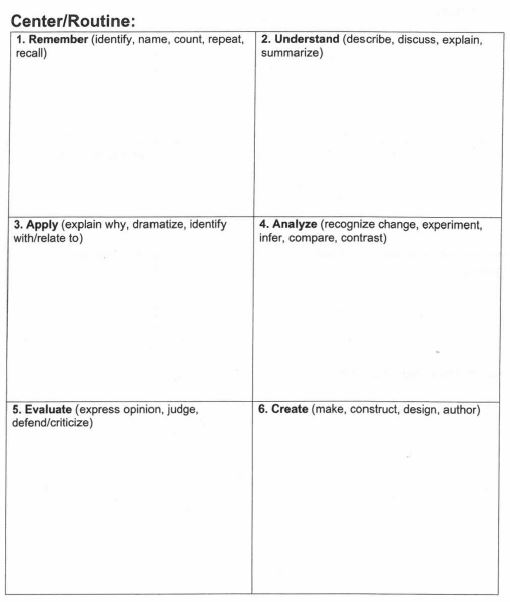 Center/Routine:
1. Remember (identify, name, count, repeat,
recall)
2. Understand (describe, discuss, explain,
summarize)
3. Apply (explain why, dramatize, identify
with/relate to)
4. Analyze (recognize change, experiment,
infer, compare, contrast)
5. Evaluate (express opinion, judge,
defend/criticize)
6. Create (make, construct, design, author)